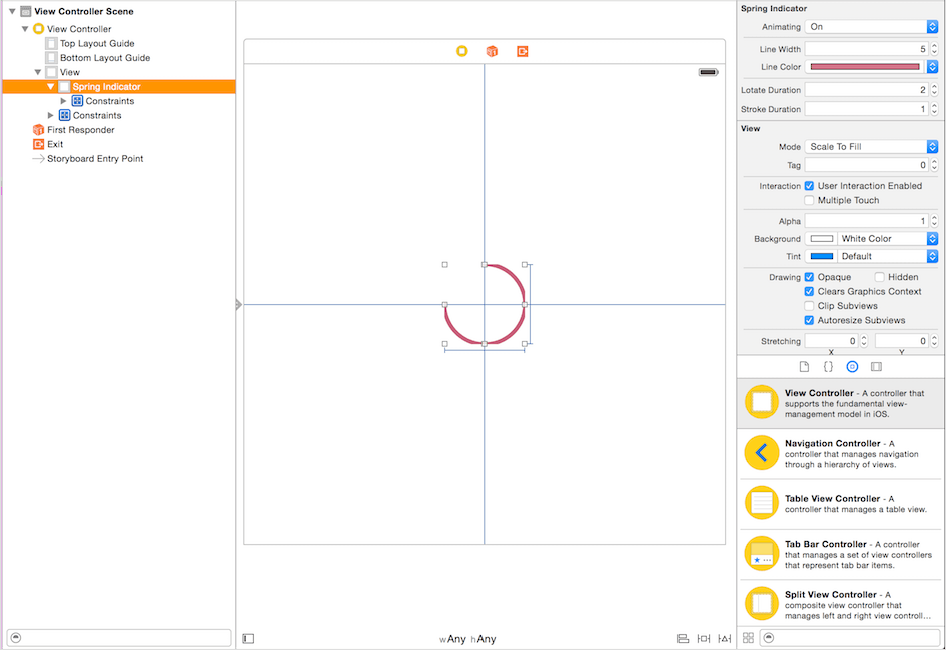 View Controller Scene
View Controller
Top Layout Guide
Bottom Layout Guide
View
Spring Indicator
Constraints
Constraints
First Responder
Exit
Storyboard Entry Point
wAny hAny
Spring Indicator
Animating On
Line Width 5
Line Color
Lotate Duration 2
Stroke Duration 1
View
Mode Scale To Fill
Tag 0
Interaction User Interaction Enabled
Multiple Touch
Alpha 1
Background White Color
Tint Default
Drawing Opaque Hidden
Clears Graphics Context
Clip Subviews
Autoresize Subviews
Stretching 0 0
X Y
View Controller - A controller that
supports the fundamental view-
management model in iOS.
Navigation Controller - A
controller that manages navigation
through a hierarchy of views.
Table View Controller - A
controller that manages a table view.
Tab Bar Controller - A controller
that manages a set of view controllers
that represent tab bar items.
Split View Controller - A
composite view controller that
manages left and right view controll...